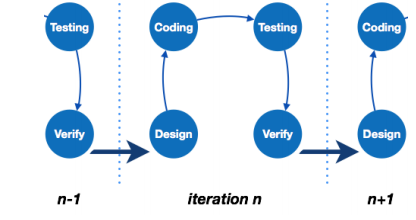 Testing Coding Testing Coding
Verify Design Verify Design
n-1 iteration n n+1